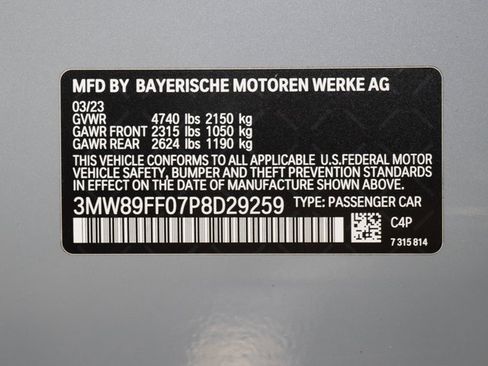 MFD BY BAYERISCHE MOTOREN WERKE AG
03/23
GVWR 4740 lbs 2150 kg
GAWR FRONT 2315 lbs 1050 kg
GAWR REAR 2624 lbs 1190 kg
THIS VEHICLE CONFORMS TO ALL APPLICABLE U.S.FEDERAL MOTOR
VEHICLE SAFETY, BUMPER, AND THEFT PREVENTION STANDARDS IN
EFFECT ON THE DATE OF MANUFACTURE SHOWN ABOVE.
3MW89FF07P8D29259 TYPE: PASSENGER CAR
C4P
7 315 814